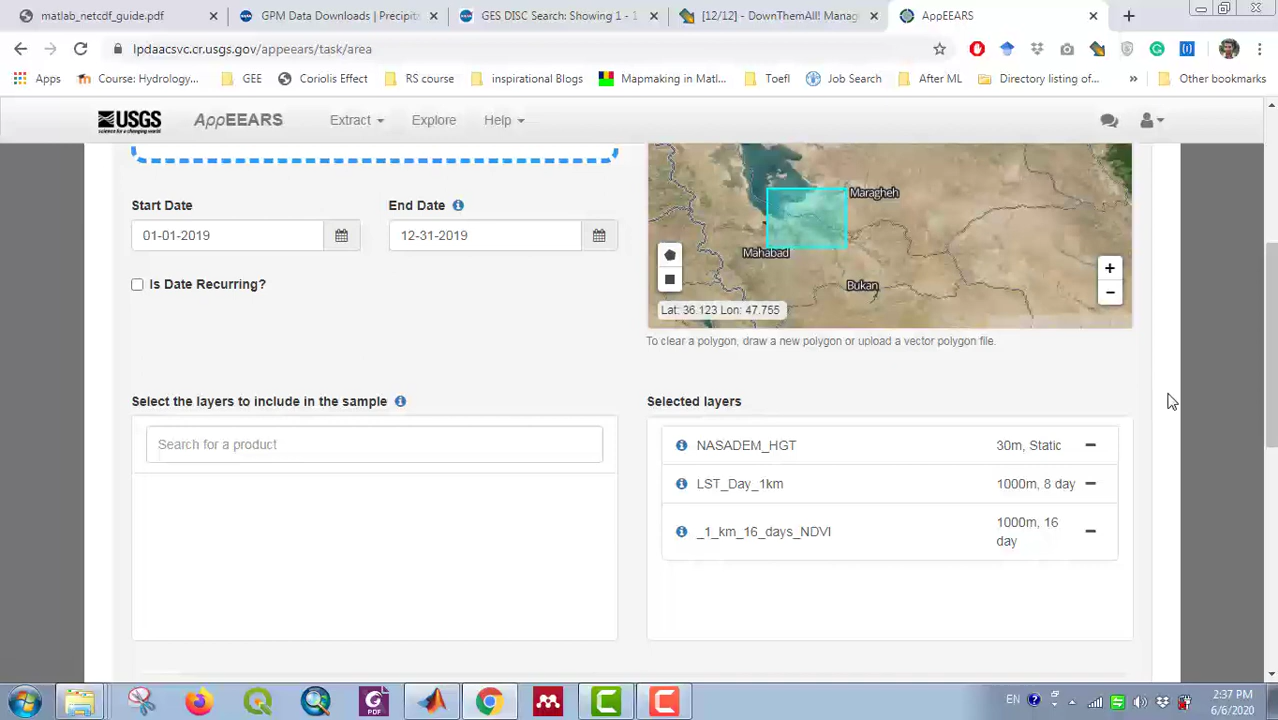 matlab_netcdf_guide.pdf
GPM Data Downloads | Precipita
GES DISC Search: Showing 1 - 1
[12/12] - DownThemAll! Manag
AppEEARS
lpdaacsvc.cr.usgs.gov/appeears/task/area
Apps
Course: Hydrology...
GEE
Coriolis Effect
RS course
inspirational Blogs
Mapmaking in Matl...
Toefl
Job Search
After ML
Directory listing of...
»
Other bookmarks
USGS
science for a changing world
AppEEARS
Extract
Explore
Help
Start Date
End Date
01-01-2019
12-31-2019
Is Date Recurring?
Maragheh
Mahabad
Bukan
+
−
Lat: 36.123 Lon: 47.755
To clear a polygon, draw a new polygon or upload a vector polygon file.
Select the layers to include in the sample
Search for a product
Selected layers
NASADEM_HGT 30m, Static
LST_Day_1km 1000m, 8 day
_1_km_16_days_NDVI 1000m, 16
day
PDF
EN
2:37 PM
6/6/2020